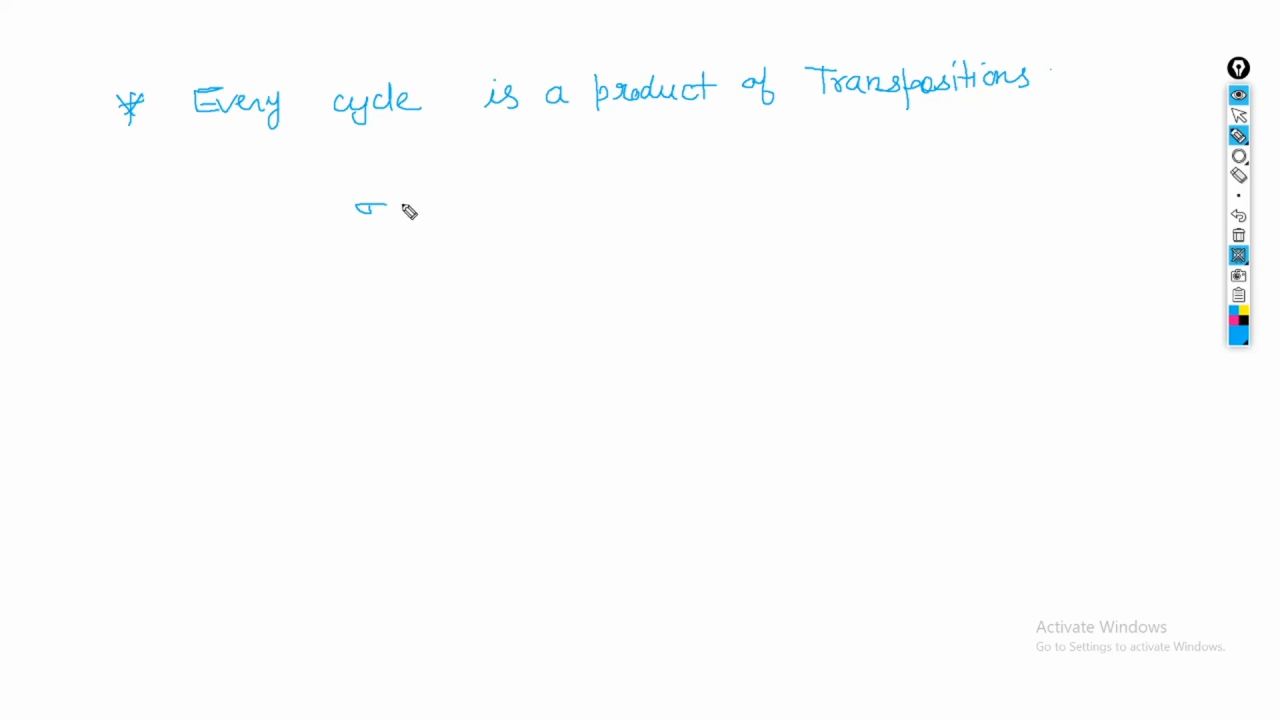 * Every cycle is a product of Transpositions
σ
Activate Windows
Go to Settings to activate Windows.